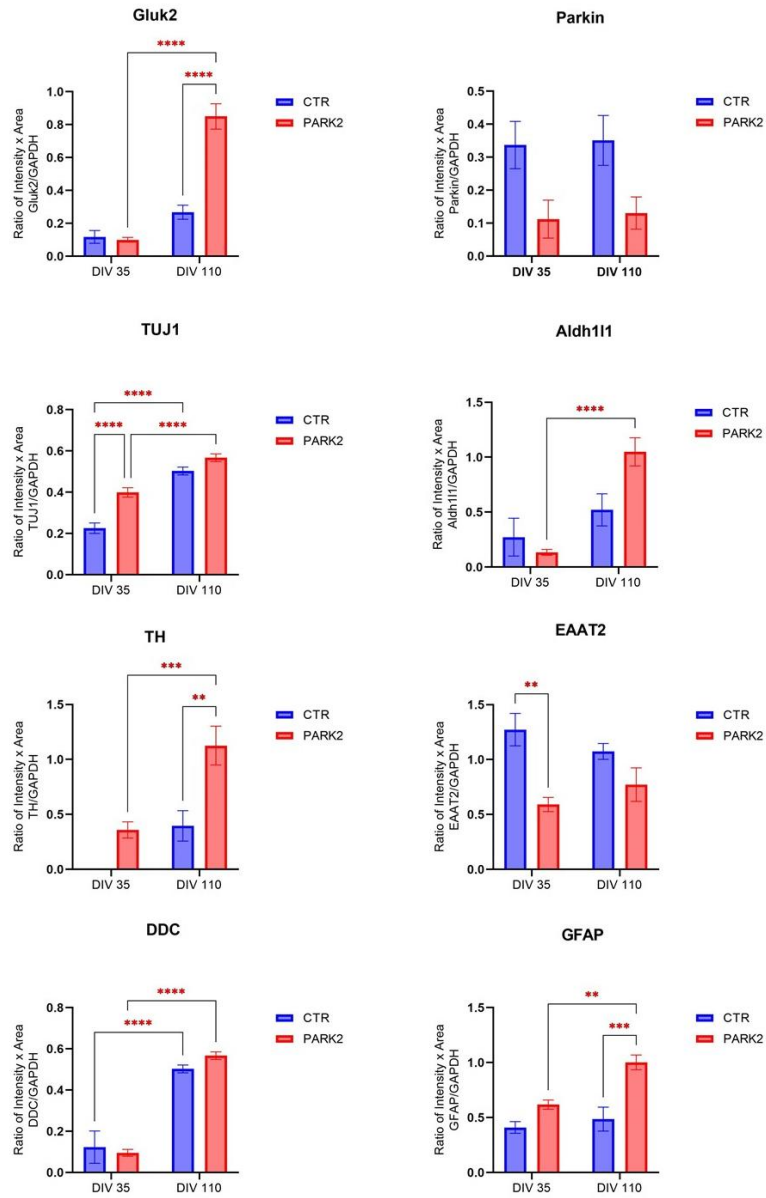 Gluk2
Ratio of Intensity x Area
Gluk2/GAPDH
1.0
0.8
0.6
0.4
0.2
0.0
****
****
DIV 35
DIV 110
CTR
PARK2
Parkin
Ratio of Intensity x Area
Parkin/GAPDH
0.5
0.4
0.3
0.2
0.1
0.0
DIV 35
DIV 110
CTR
PARK2
TUJ1
Ratio of Intensity x Area
TUJ1/GAPDH
0.8
0.6
0.4
0.2
0.0
****
****
****
DIV 35
DIV 110
CTR
PARK2
Aldh1l1
Ratio of Intensity x Area
Aldh1l1/GAPDH
1.5
1.0
0.5
0.0
****
DIV 35
DIV 110
CTR
PARK2
TH
Ratio of Intensity x Area
TH/GAPDH
1.5
1.0
0.5
0.0
***
**
DIV 35
DIV 110
CTR
PARK2
EAAT2
Ratio of Intensity x Area
EAAT2/GAPDH
1.5
1.0
0.5
0.0
**
DIV 35
DIV 110
CTR
PARK2
DDC
Ratio of Intensity x Area
DDC/GAPDH
0.8
0.6
0.4
0.2
0.0
****
****
DIV 35
DIV 110
CTR
PARK2
GFAP
Ratio of Intensity x Area
GFAP/GAPDH
1.5
1.0
0.5
0.0
**
***
DIV 35
DIV 110
CTR
PARK2